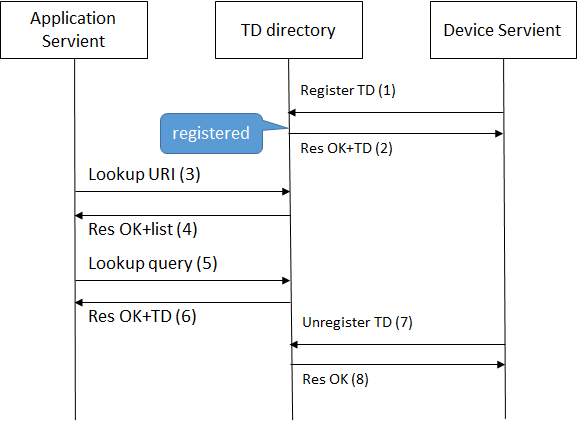 Application
Servient
TD directory
Device Servient
Register TD (1)
registered
Res OK+TD (2)
Lookup URI (3)
Res OK+list (4)
Lookup query (5)
Res OK+TD (6)
Unregister TD (7)
Res OK (8)